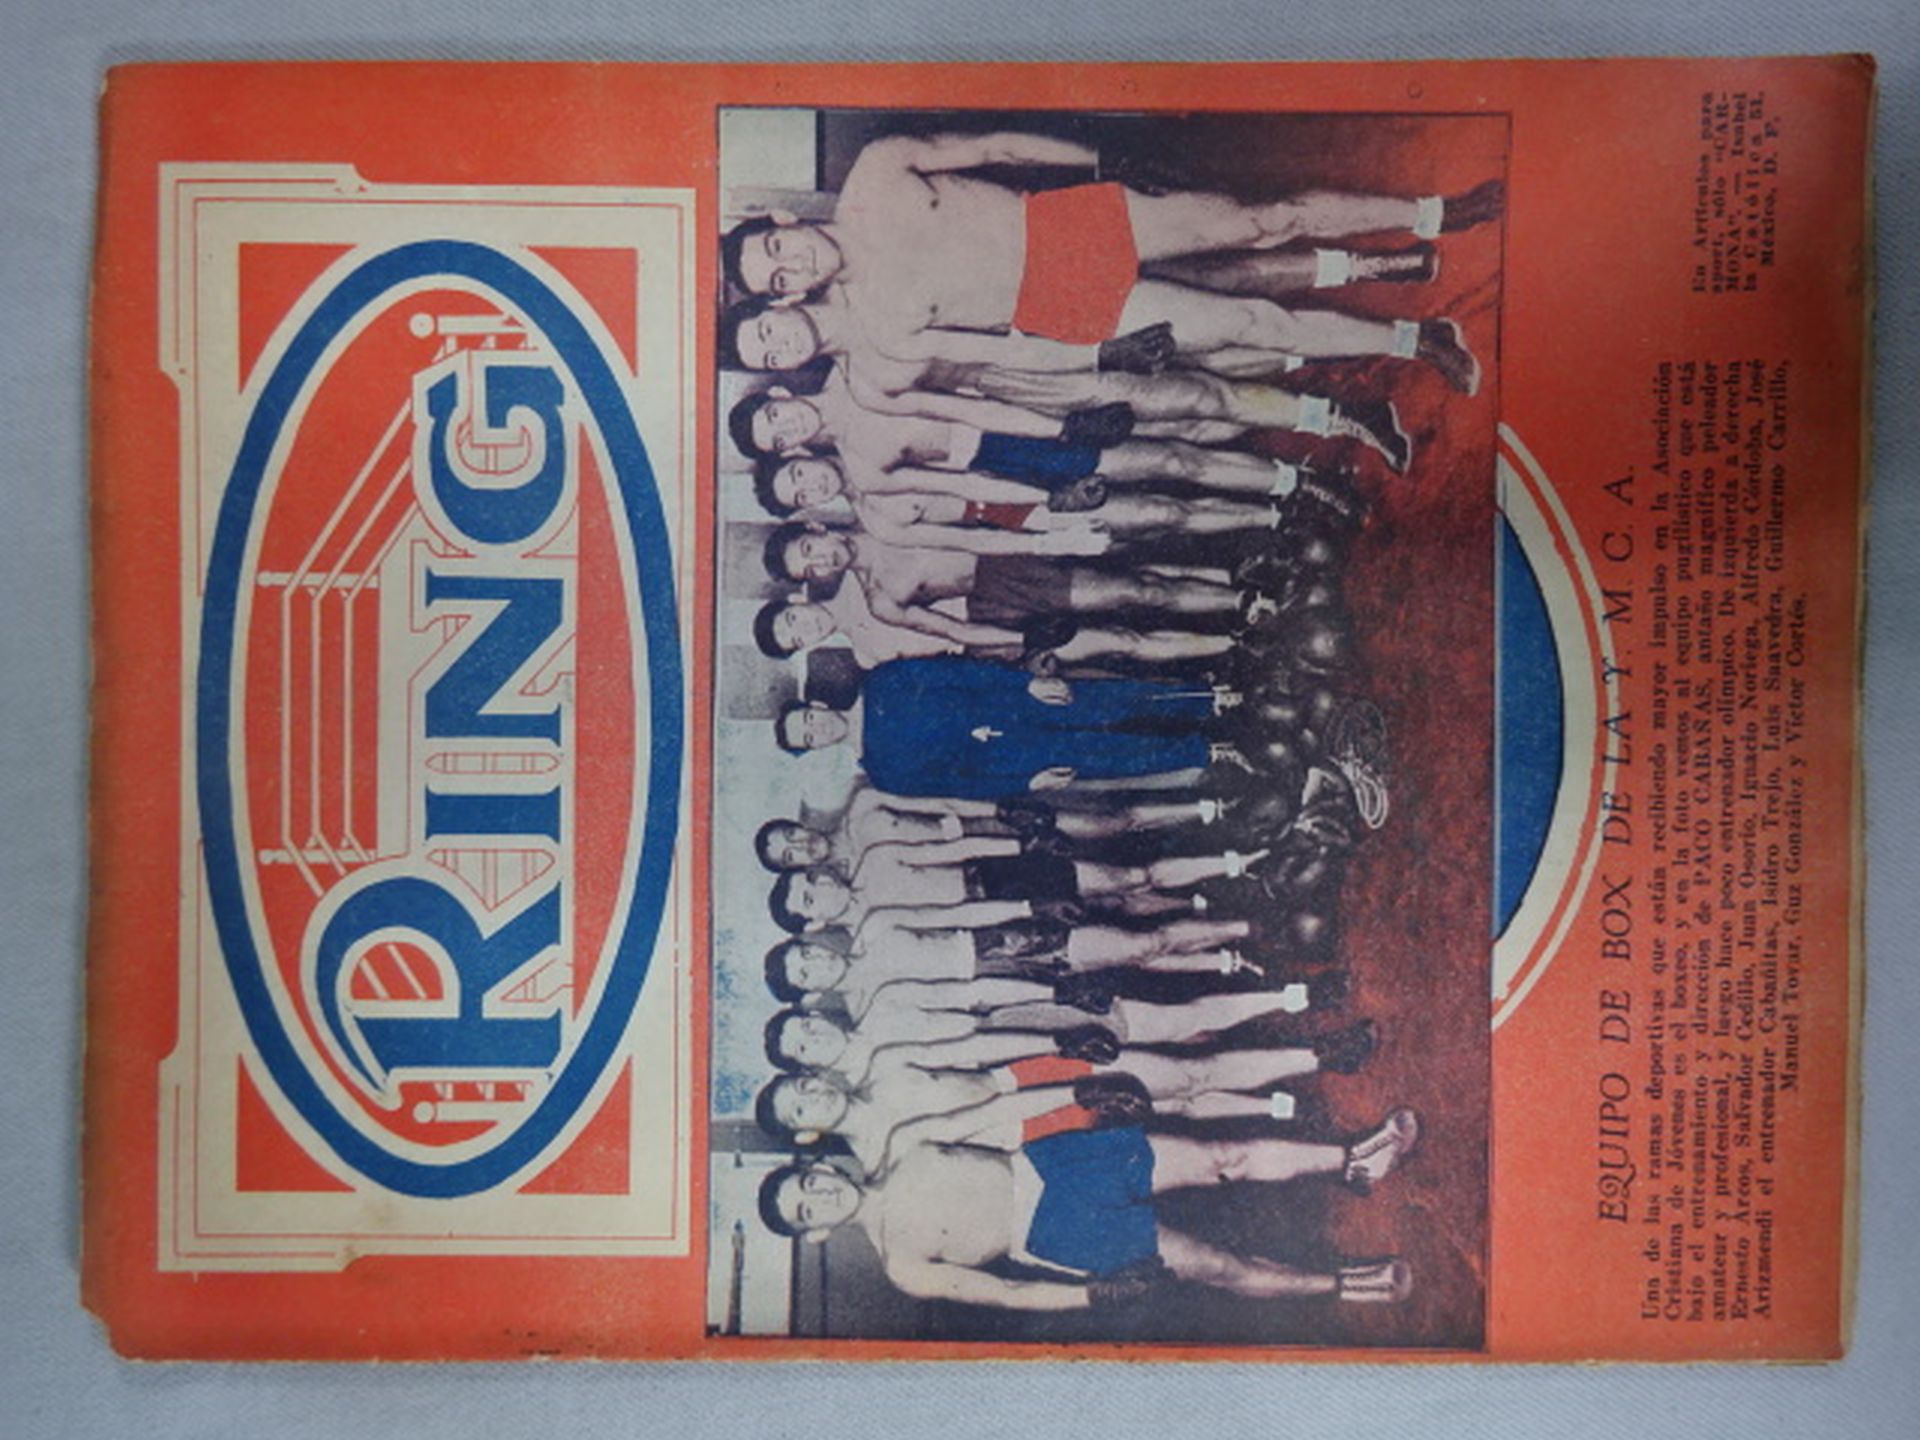 RING
EQUIPO DE BOX DE LA Y. M. C. A.
Una de las ramas deportivas que están recibiendo mayor impulso en la Asociación
Cristiana de Jóvenes es el boxeo, y en la foto vemos al equipo pugilístico que está
bajo el entrenamiento y dirección de PACO CABAÑAS, antaño magnífico peleador
amateur y profesional, y luego hace poco entrenador olímpico. De izquierda a derecha
Ernesto Arcos, Salvador Cedillo, Juan Osorio, Ignacio Noriega, Alfredo Córdoba, José
Arizmendi el entrenador Cabañitas, Isidro Trejo, Luis Saavedra, Guillermo Carrillo,
Manuel Tovar, Guz González y Víctor Cortés.
En Artículos para
sport, sólo "CAR-
MONA". — Isabel
la Católica 51.
México, D. F.